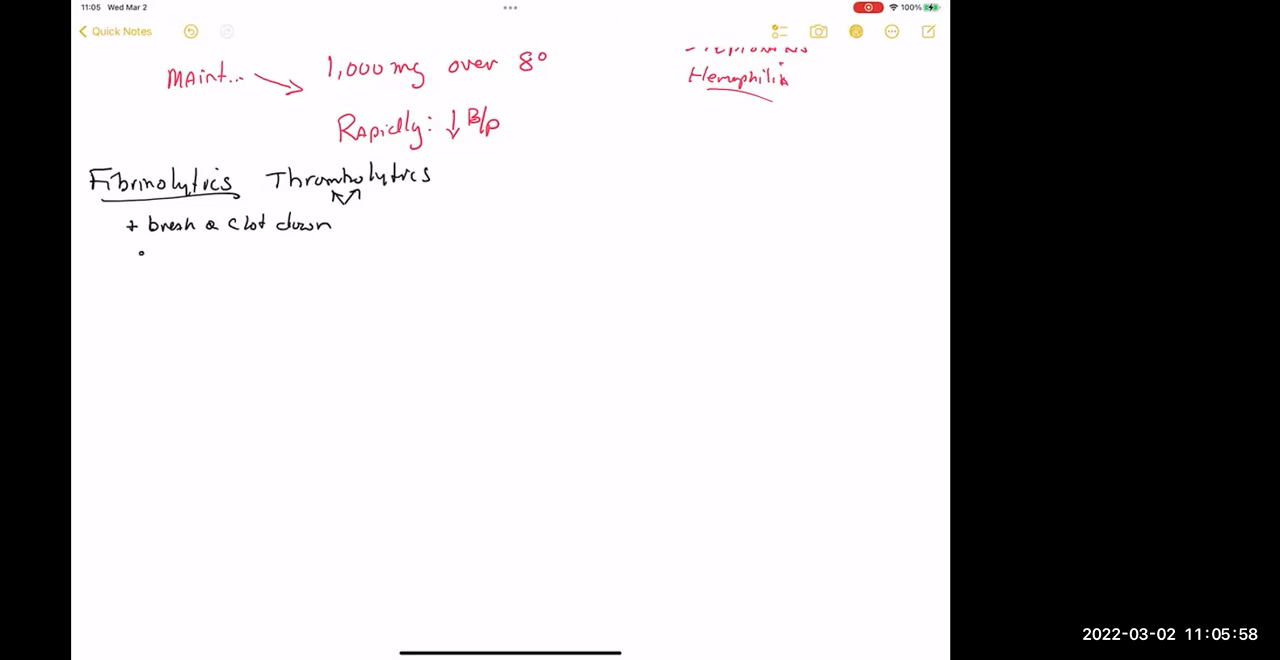 11:05 Wed Mar 2
100%
Quick Notes
MAint... 1,000 mg over 8°
Hemophilia
Rapidly: ↓ B/P
Fibrinolytics Thrombolytics
+ break a clot down
2022-03-02 11:05:58